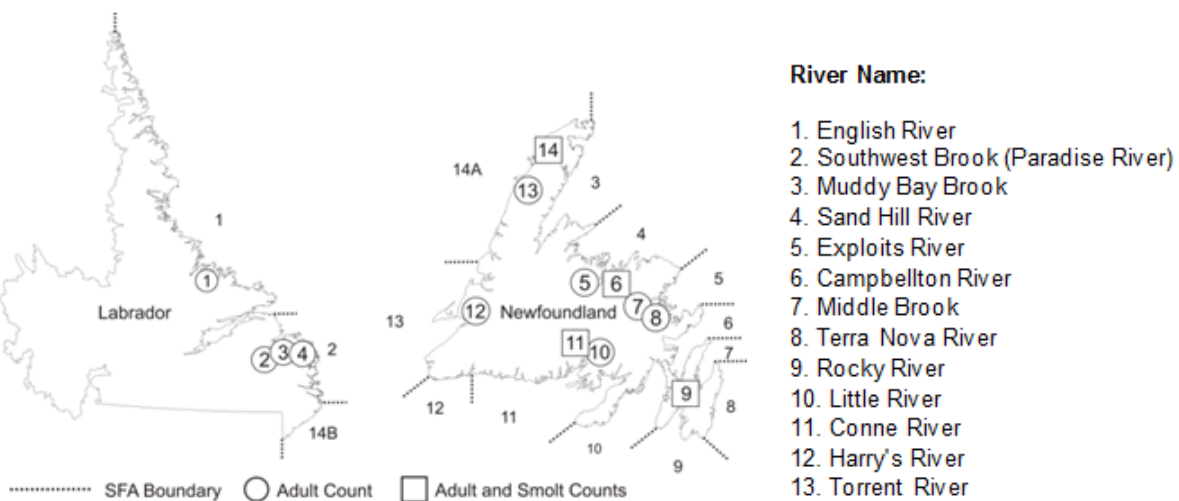 14
14A
13
3
River Name:
1. English River
2. Southwest Brook (Paradise River)
3. Muddy Bay Brook
4. Sand Hill River
5. Exploits River
6. Campbellton River
7. Middle Brook
8. Terra Nova River
9. Rocky River
10. Little River
11. Conne River
12. Harry's River
13. Torrent River
1
4
1
5
6
5
Labrador
12
Newfoundland
7
8
13
6
2
3
4
2
11
10
7
9
8
12
11
14B
10
9
SFA Boundary
Adult Count
Adult and Smolt Counts